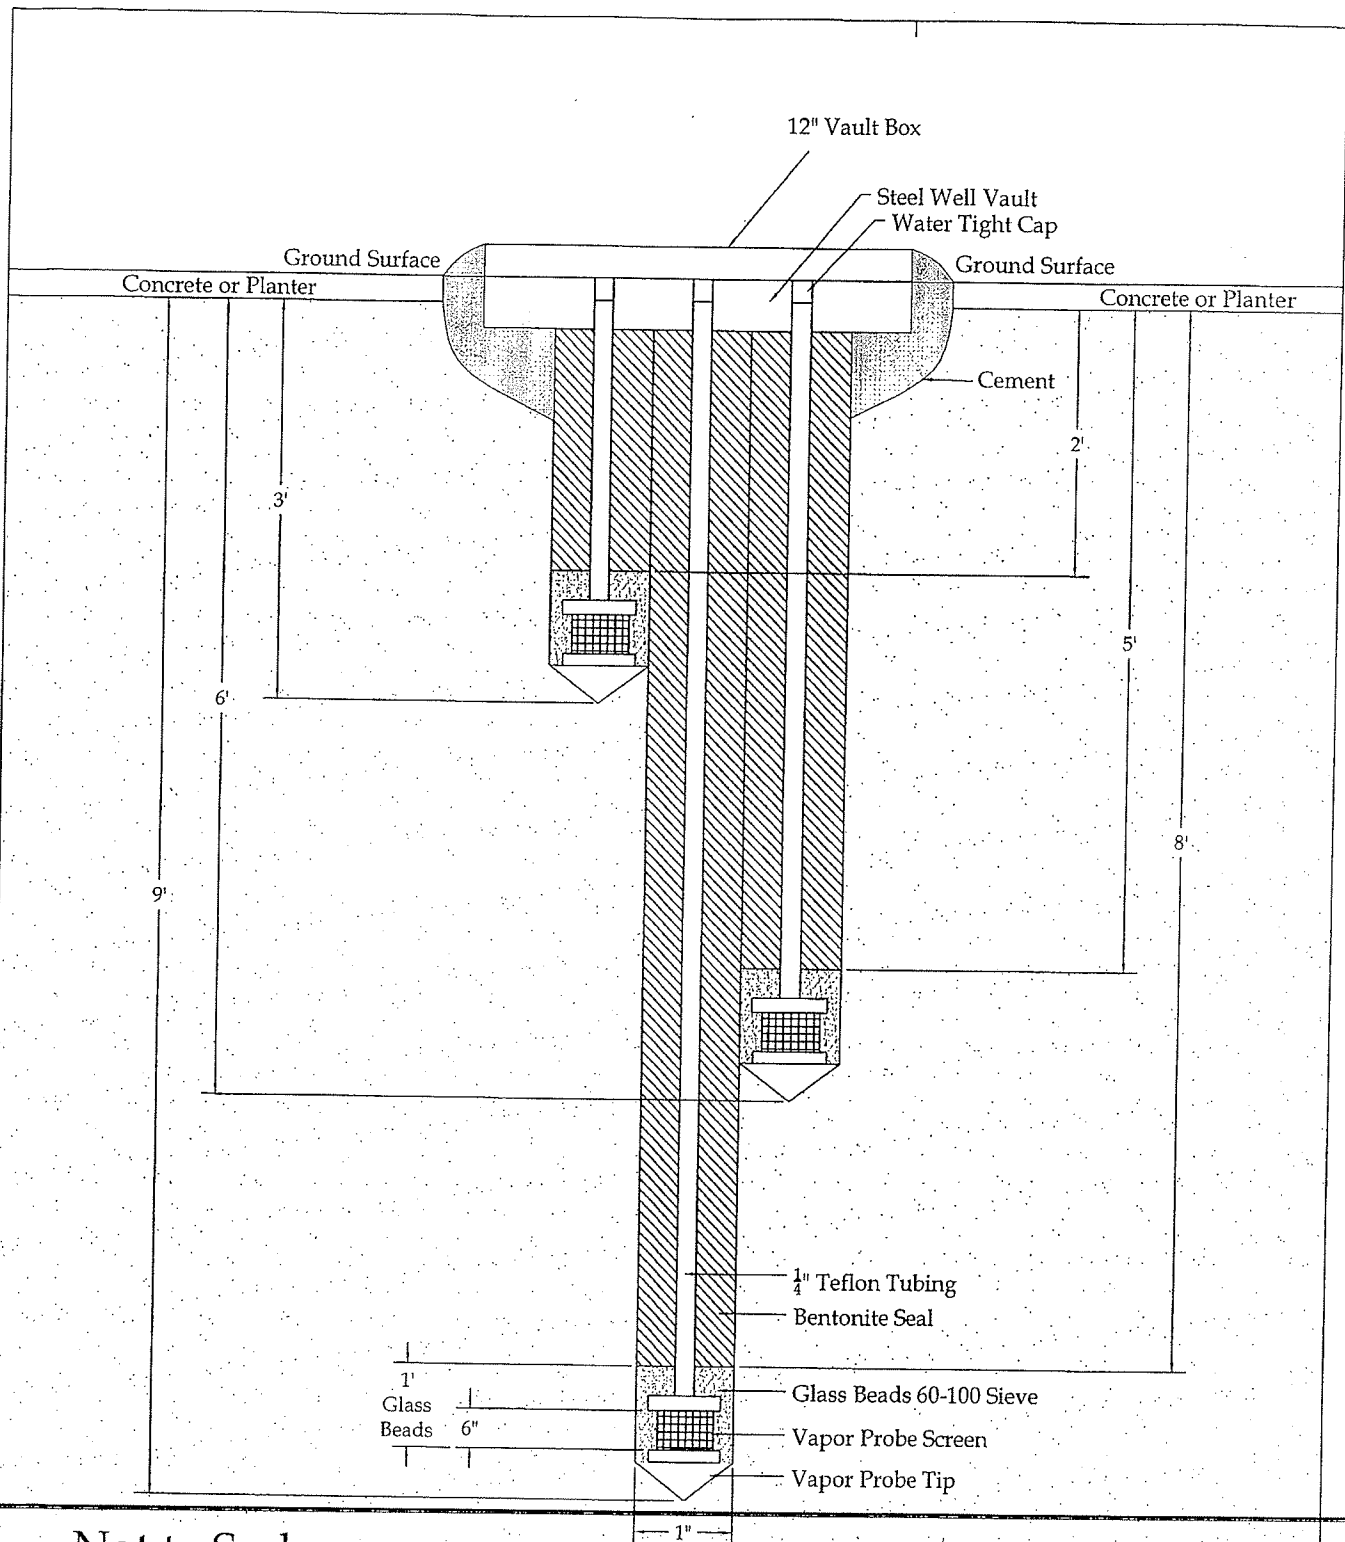 12" Vault Box
Steel Well Vault
Water Tight Cap
Ground Surface
Ground Surface
Concrete or Planter
Concrete or Planter
Cement
2'
3'
5'
6'
8'
9'
1/4" Teflon Tubing
Bentonite Seal
1'
Glass
Beads
6"
Glass Beads 60-100 Sieve
Vapor Probe Screen
Vapor Probe Tip
1"